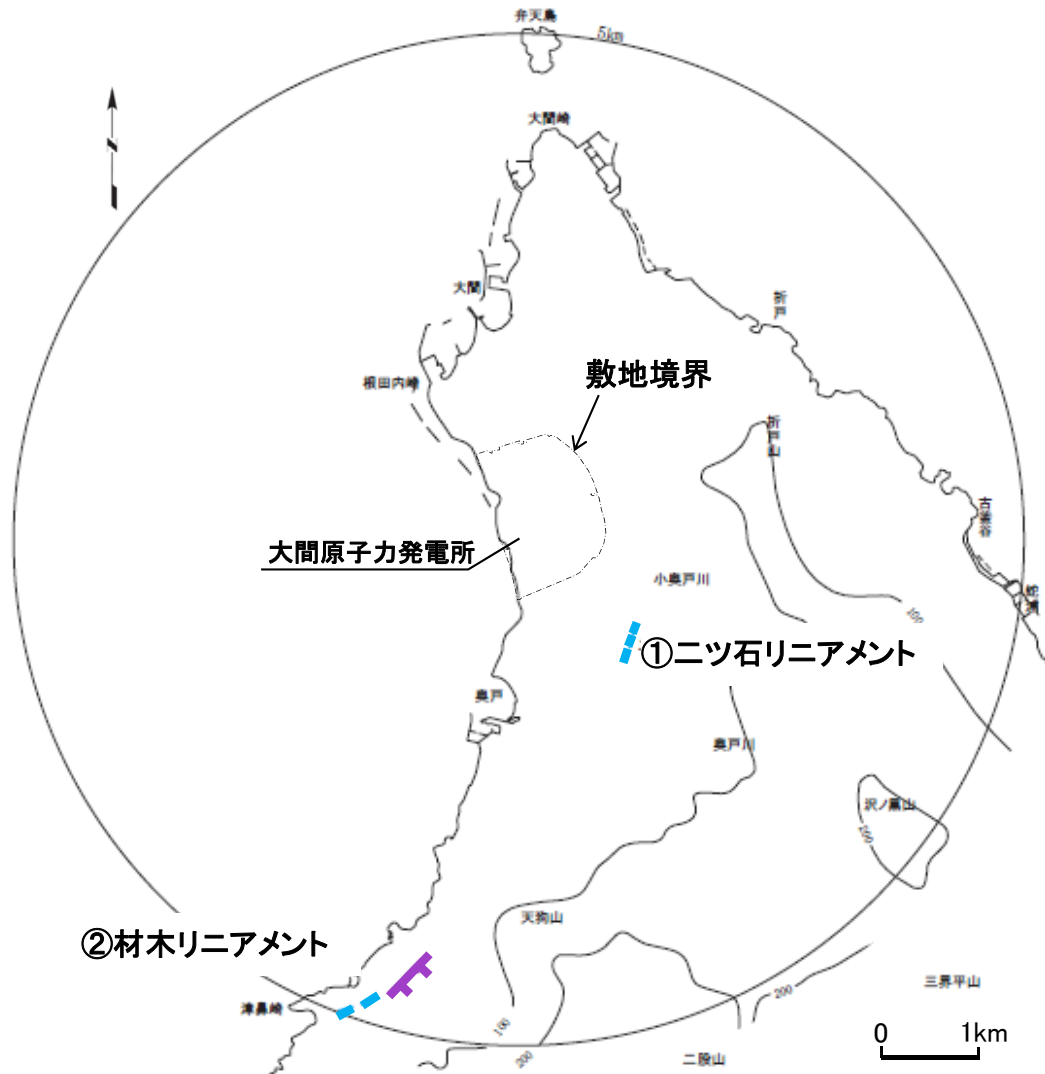 弁天島
5km
N
大間崎
大間
折戸
根田内崎
敷地境界
折戸山
古釜谷
大間原子力発電所
小奥戸川
蛇浦
100
①二ツ石リニアメント
奥戸
奥戸川
沢ノ黒山
200
天狗山
②材木リニアメント
三界平山
200
津鼻崎
100
200
二股山
0 1km